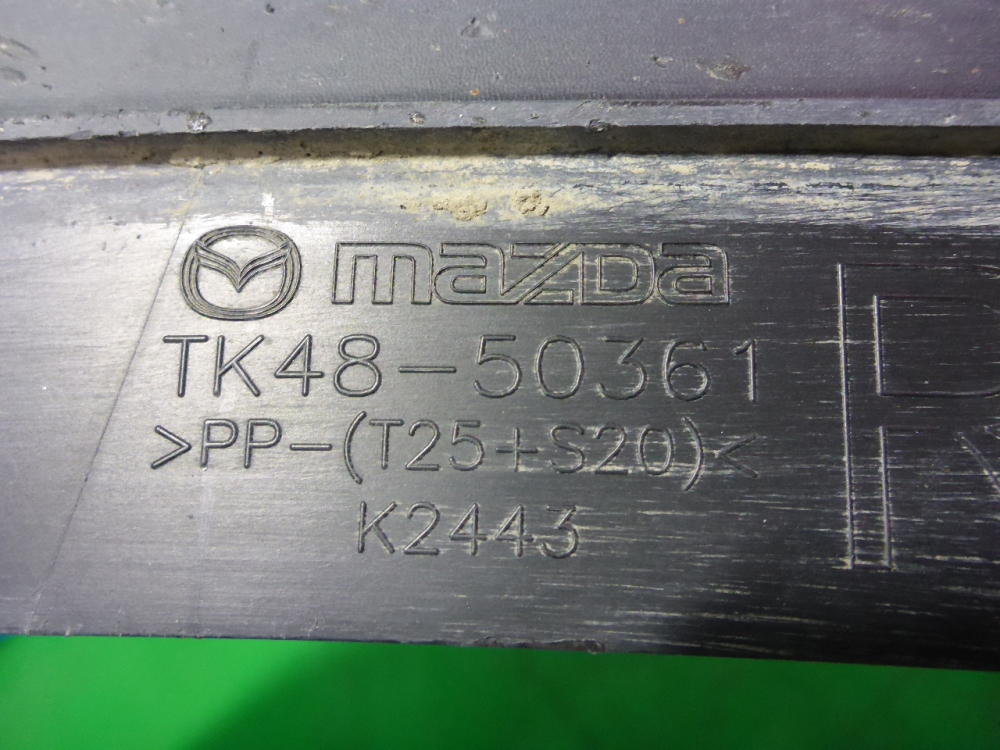 mazda
TK48-50361
>PP-(T25+S20)<
K2443
R